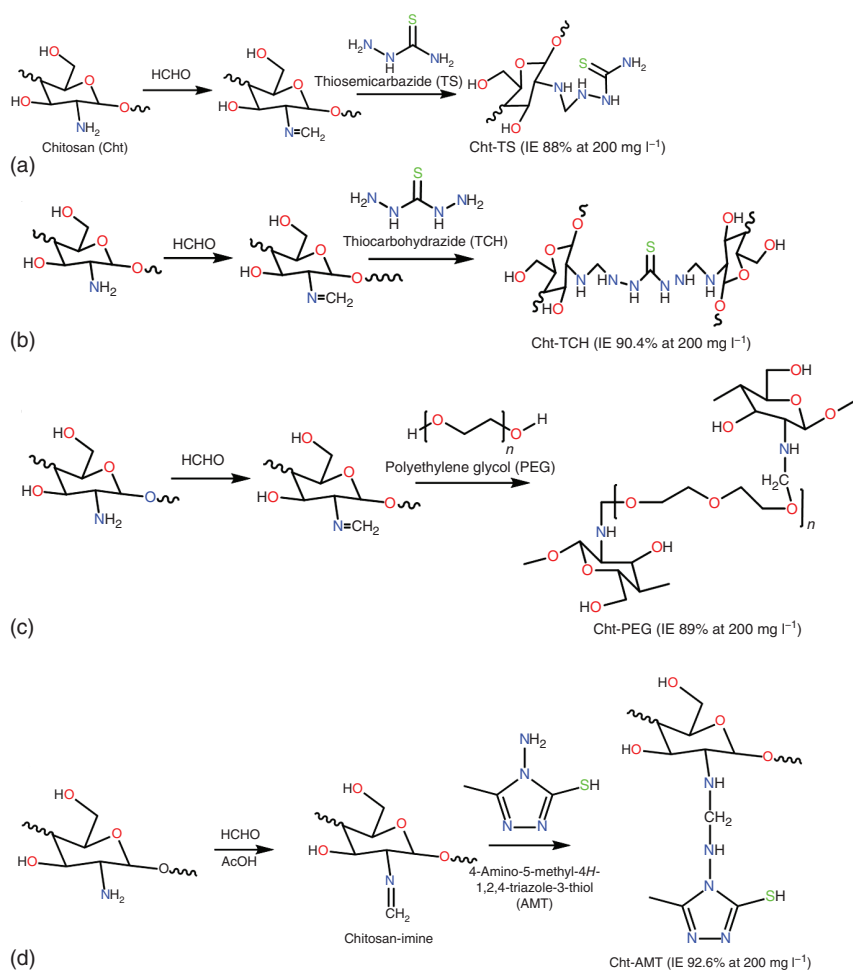 HO
O
HO
NH2
O
Chitosan (Cht)
HCHO
HO
O
HO
N=CH2
O
H2N
N
H
S
NH2
Thiosemicarbazide (TS)
O
O
HO
HO
NH
N
H
N
H
S
NH2
Cht-TS (IE 88% at 200 mg l−1)
(a)
HO
O
HO
NH2
O
HCHO
HO
O
HO
N=CH2
O
H2N
NH
S
N
H
NH2
Thiocarbohydrazide (TCH)
O
O
HO
HO
N
H
N
H
N
H
S
N
H
N
H
N
H
OH
O
HO
O
Cht-TCH (IE 90.4% at 200 mg l−1)
(b)
HO
O
HO
NH2
O
HCHO
HO
O
HO
N=CH2
O
H
O
O
H
n
Polyethylene glycol (PEG)
OH
O
HO
O
NH
H2C
O
O
O
n
NH
O
O
HO
HO
Cht-PEG (IE 89% at 200 mg l−1)
(c)
HO
O
HO
NH2
O
HCHO
AcOH
HO
O
HO
N
CH2
O
Chitosan-imine
NH2
N
SH
N
N
4-Amino-5-methyl-4H-
1,2,4-triazole-3-thiol
(AMT)
HO
O
HO
O
NH
CH2
NH
N
SH
N
N
Cht-AMT (IE 92.6% at 200 mg l−1)
(d)